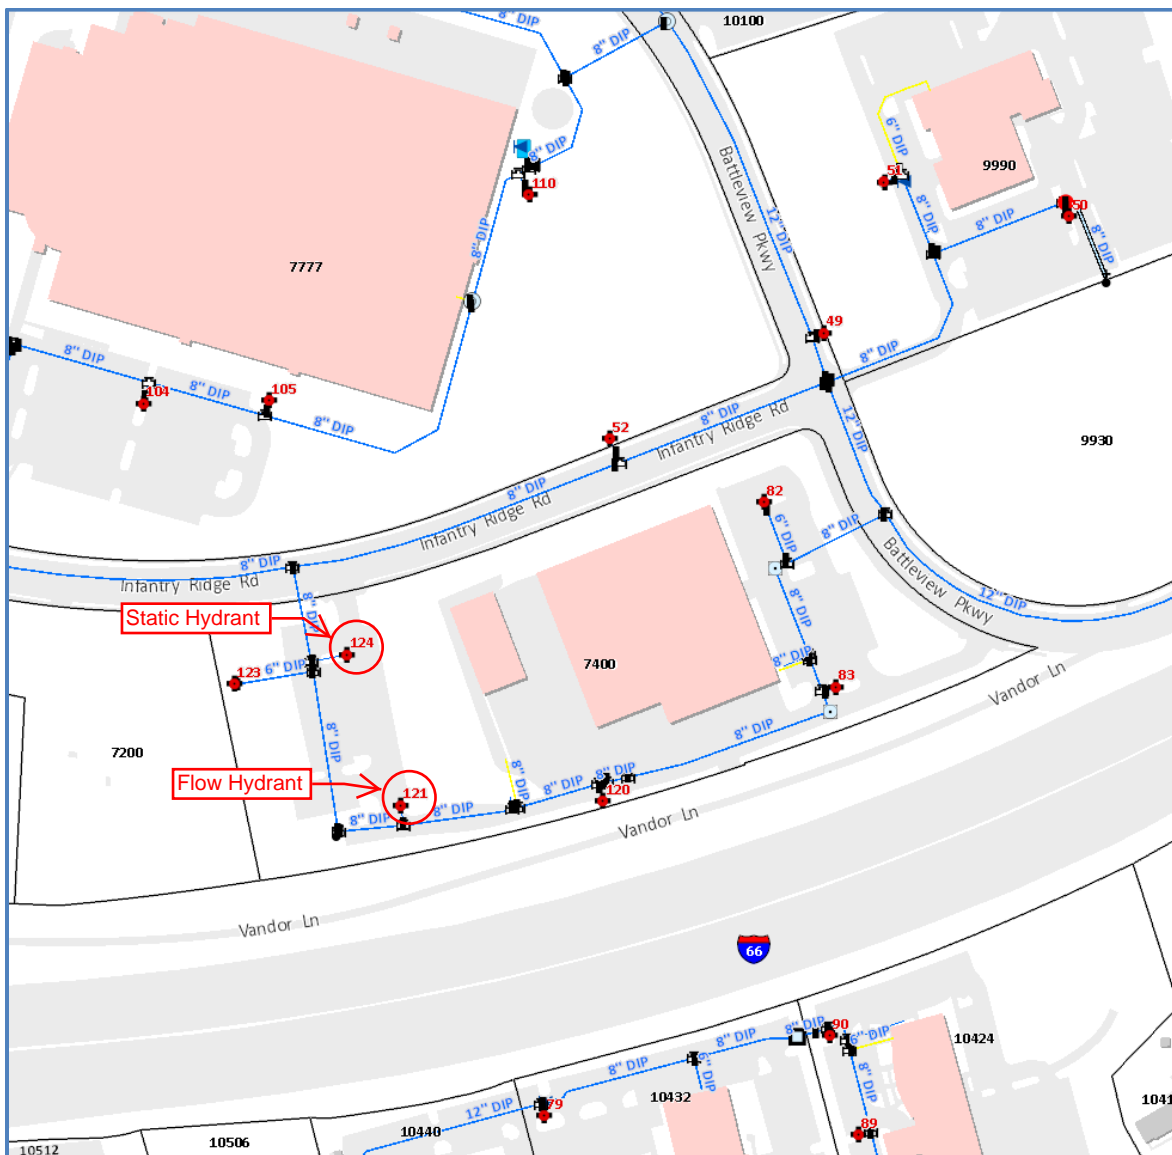 10100
8" DIP
8" DIP
8" DIP
Battleview Pkwy
12" DIP
6" DIP
51
9990
50
8" DIP
8" DIP
8" DIP
110
8" DIP
7777
49
8" DIP
8" DIP
104
8" DIP
105
8" DIP
52
8" DIP
Infantry Ridge Rd
12" DIP
9930
8" DIP
Infantry Ridge Rd
82
6" DIP
8" DIP
Battleview Pkwy
12" DIP
8" DIP
Infantry Ridge Rd
Static Hydrant
8" DIP
124
123
6" DIP
7400
8" DIP
8" DIP
83
Vandor Ln
7200
8" DIP
8" DIP
Flow Hydrant
121
8" DIP
8" DIP
8" DIP
8" DIP
8" DIP
120
Vandor Ln
Vandor Ln
66
8" DIP
8" DIP
90
6" DIP
10424
6" DIP
8" DIP
12" DIP
79
10432
1041
10440
89
10506
10512